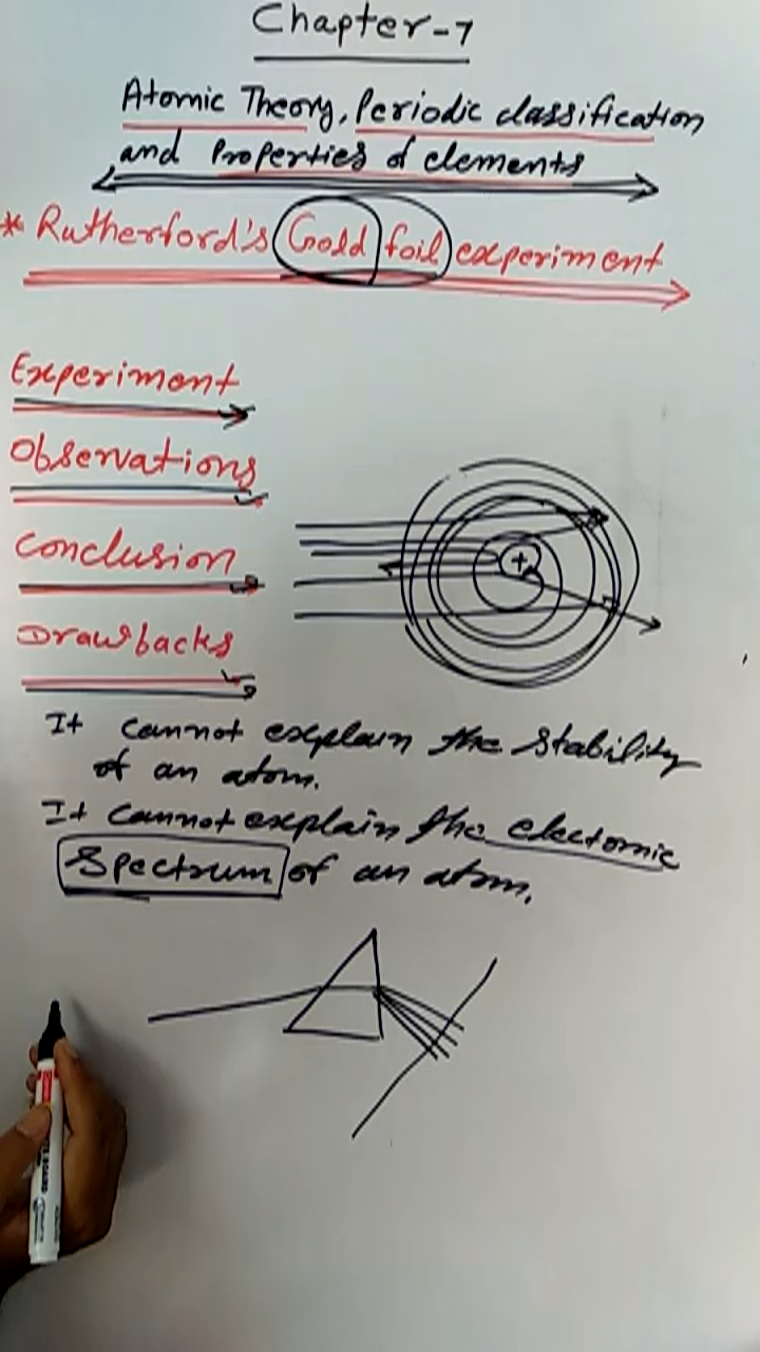 Chapter-7
Atomic Theory, Periodic classification
and Properties of elements
* Rutherford's Gold foil experiment
Experiment
Observations
Conclusion
Drawbacks
+
It cannot explain the stability
of an atom.
It cannot explain the electornic
Spectrum of an atom.